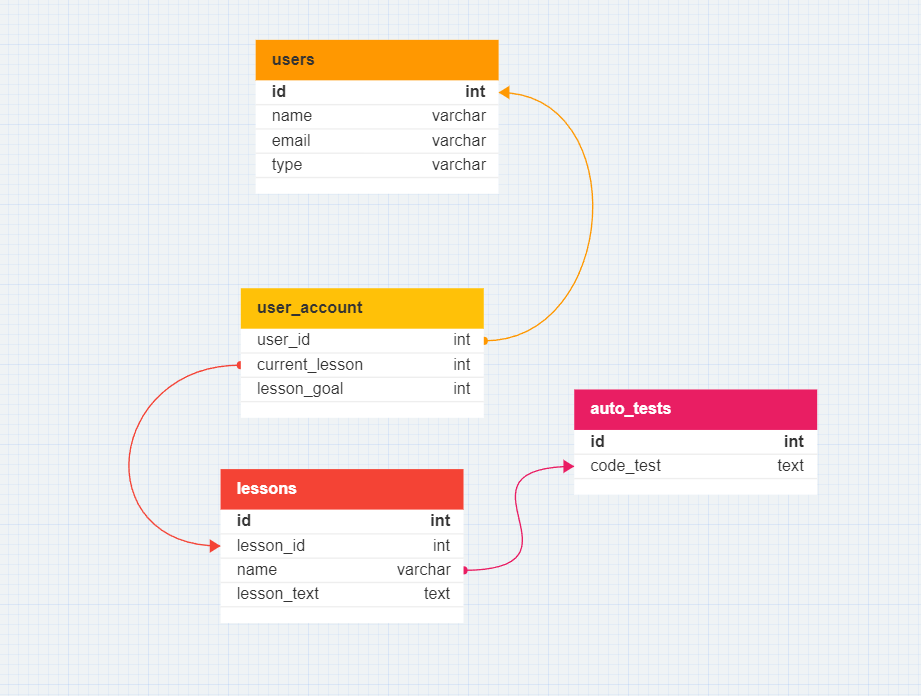 users
id int
name varchar
email varchar
type varchar
user_account
user_id int
current_lesson int
lesson_goal int
auto_tests
id int
code_test text
lessons
id int
lesson_id int
name varchar
lesson_text text